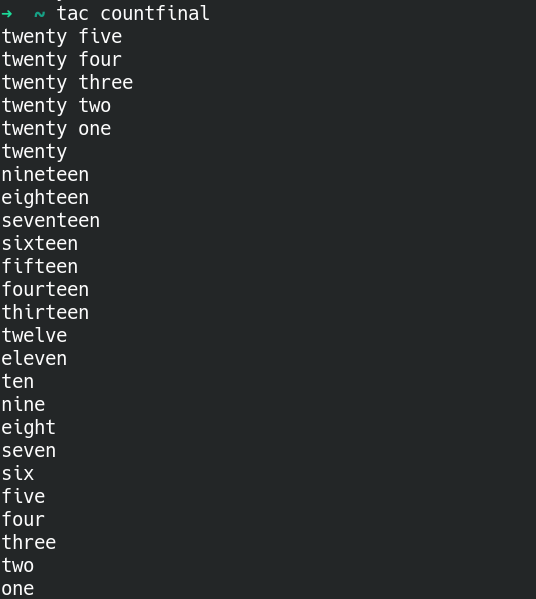 → ~ tac countfinal
twenty five
twenty four
twenty three
twenty two
twenty one
twenty
nineteen
eighteen
seventeen
sixteen
fifteen
fourteen
thirteen
twelve
eleven
ten
nine
eight
seven
six
five
four
three
two
one